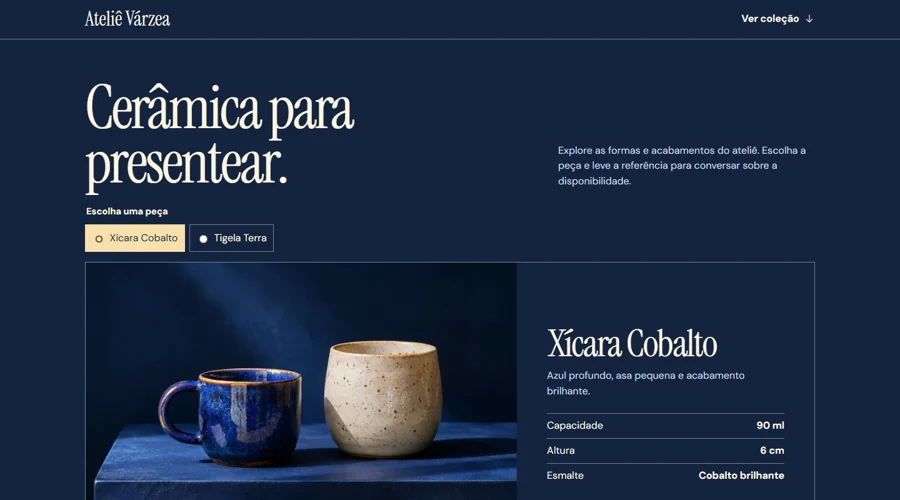 Ateliê Várzea
Ver coleção ↓
Cerâmica para
presentear.
Explore as formas e acabamentos do ateliê. Escolha a
peça e leve a referência para conversar sobre a
disponibilidade.
Escolha uma peça
Xícara Cobalto
Tigela Terra
Xícara Cobalto
Azul profundo, asa pequena e acabamento
brilhante.
Capacidade 90 ml
Altura 6 cm
Esmalte Cobalto brilhante